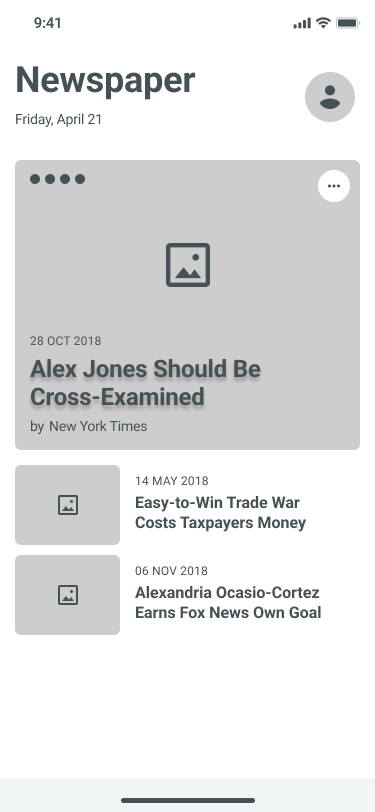 9:41
Newspaper
Friday, April 21
28 OCT 2018
Alex Jones Should Be
Cross-Examined
by New York Times
14 MAY 2018
Easy-to-Win Trade War
Costs Taxpayers Money
06 NOV 2018
Alexandria Ocasio-Cortez
Earns Fox News Own Goal